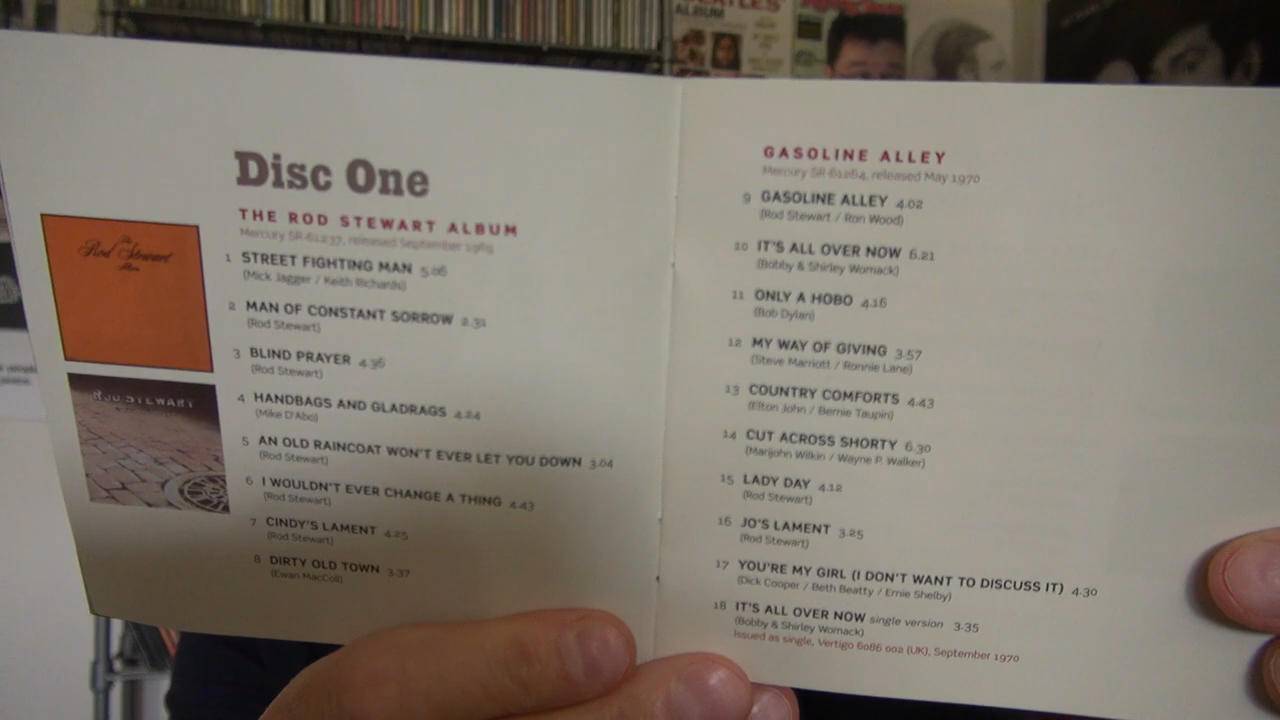 BEATLES'
ALBUM
Disc One
THE ROD STEWART ALBUM
Mercury SR-61237, released September 1969
1 STREET FIGHTING MAN 5.06
(Mick Jagger / Keith Richards)
2 MAN OF CONSTANT SORROW 2.31
(Rod Stewart)
3 BLIND PRAYER 4.36
(Rod Stewart)
4 HANDBAGS AND GLADRAGS 4.24
(Mike D'Abo)
5 AN OLD RAINCOAT WON'T EVER LET YOU DOWN 3.04
(Rod Stewart)
6 I WOULDN'T EVER CHANGE A THING 4.43
(Rod Stewart)
7 CINDY'S LAMENT 4.25
(Rod Stewart)
8 DIRTY OLD TOWN 3.37
(Ewan MacColl)
The
Rod Stewart
Album
ROD STEWART
GASOLINE ALLEY
Mercury SR-61264, released May 1970
9 GASOLINE ALLEY 4.02
(Rod Stewart / Ron Wood)
10 IT'S ALL OVER NOW 6.21
(Bobby & Shirley Womack)
11 ONLY A HOBO 4.16
(Bob Dylan)
12 MY WAY OF GIVING 3.57
(Steve Marriott / Ronnie Lane)
13 COUNTRY COMFORTS 4.43
(Elton John / Bernie Taupin)
14 CUT ACROSS SHORTY 6.30
(Marijohn Wilkin / Wayne P. Walker)
15 LADY DAY 4.12
(Rod Stewart)
16 JO'S LAMENT 3.25
(Rod Stewart)
17 YOU'RE MY GIRL (I DON'T WANT TO DISCUSS IT) 4.30
(Dick Cooper / Beth Beatty / Ernie Shelby)
18 IT'S ALL OVER NOW single version 3.35
(Bobby & Shirley Womack)
Issued as single, Vertigo 6086 002 (UK), September 1970